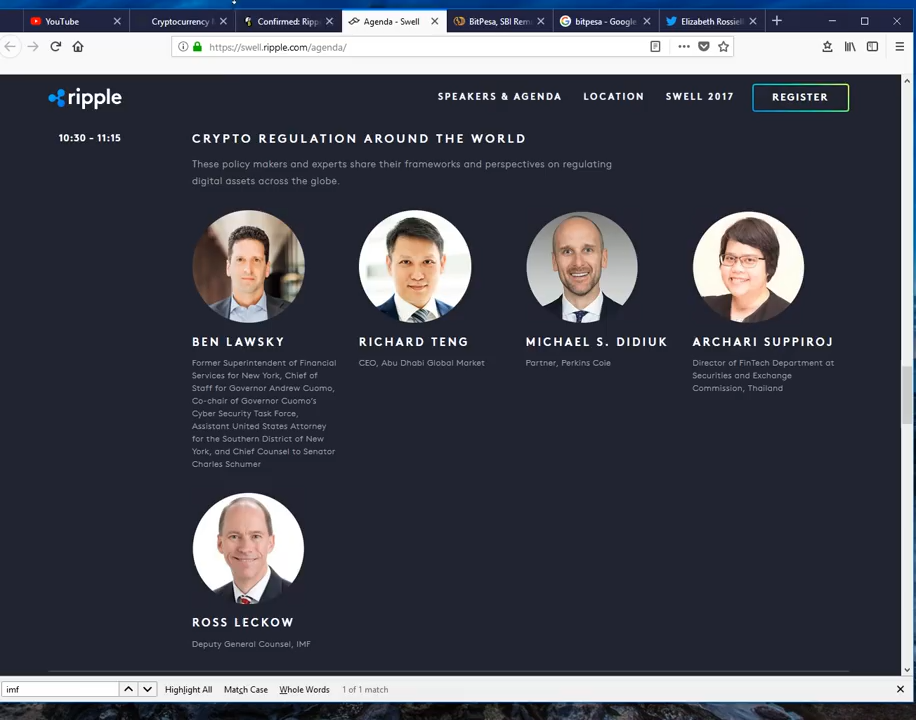 YouTube
Cryptocurrency
Confirmed: Ripp
Agenda - Swell
BitPesa, SBI Rem
bitpesa - Google
Elizabeth Rossiel
https://swell.ripple.com/agenda/
ripple
SPEAKERS & AGENDA
LOCATION
SWELL 2017
REGISTER
10:30 - 11:15
CRYPTO REGULATION AROUND THE WORLD
These policy makers and experts share their frameworks and perspectives on regulating
digital assets across the globe.
BEN LAWSKY
Former Superintendent of Financial
Services for New York, Chief of
Staff for Governor Andrew Cuomo,
Co-chair of Governor Cuomo's
Cyber Security Task Force,
Assistant United States Attorney
for the Southern District of New
York, and Chief Counsel to Senator
Charles Schumer
RICHARD TENG
CEO, Abu Dhabi Global Market
MICHAEL S. DIDIUK
Partner, Perkins Coie
ARCHARI SUPPIROJ
Director of FinTech Department at
Securities and Exchange
Commission, Thailand
ROSS LECKOW
Deputy General Counsel, IMF
imf
Highlight All
Match Case
Whole Words
1 of 1 match